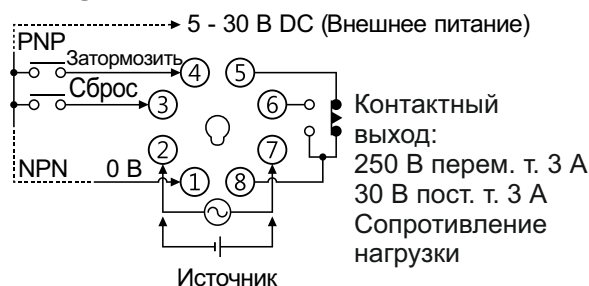 5 - 30 В DC (Внешнее питание)
PNP
Затормозить
4
5
Сброс
3
6
2
7
NPN
0 В
1
8
Контактный
выход:
250 В перем. т. 3 А
30 В пост. т. 3 А
Сопротивление
нагрузки
Источник